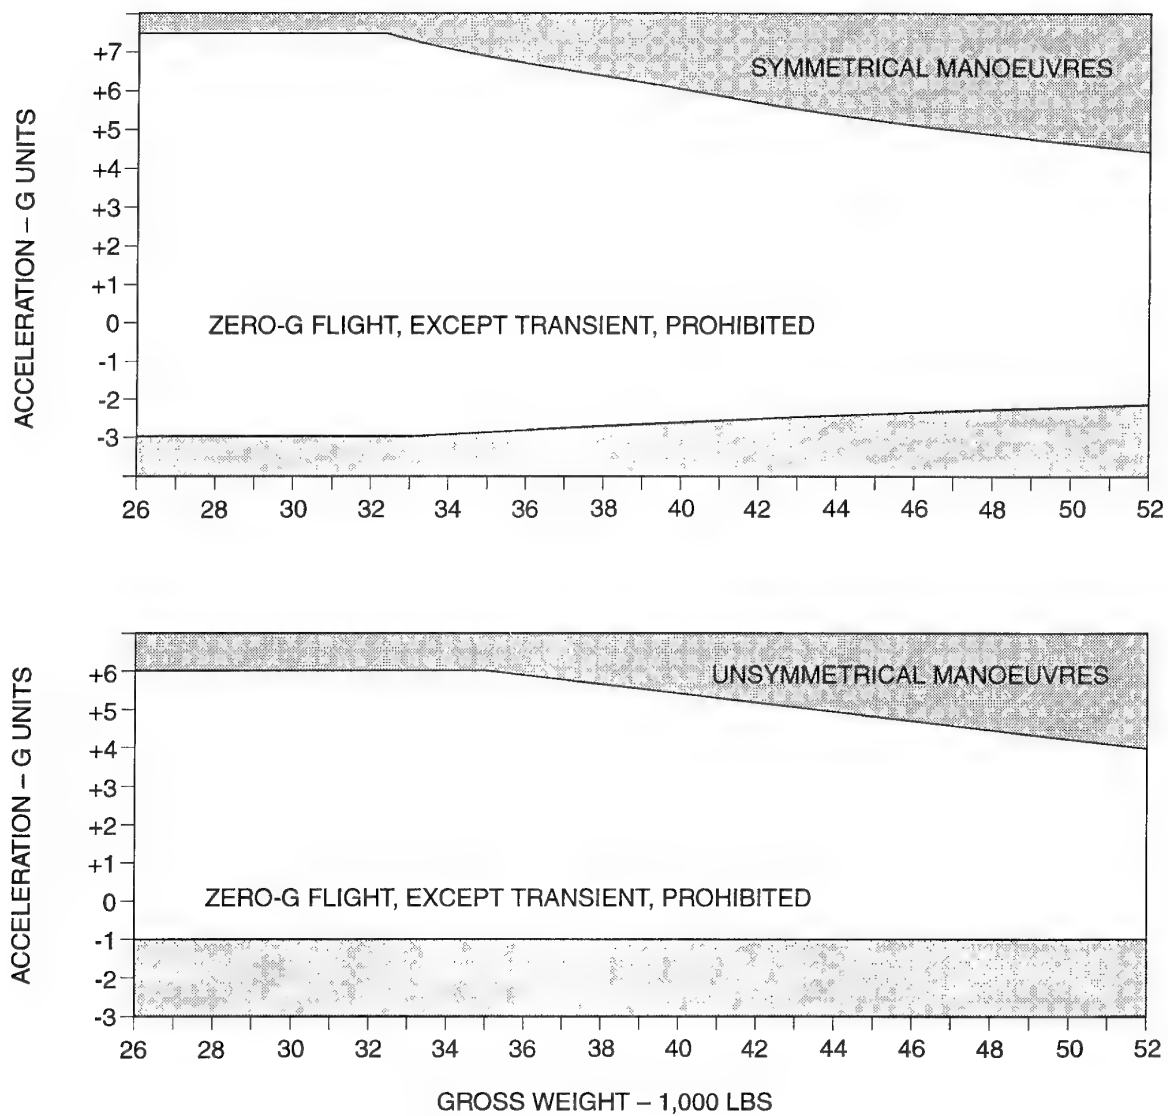 ACCELERATION – G UNITS
+7
+6
+5
+4
+3
+2
+1
0
-1
-2
-3
SYMMETRICAL MANOEUVRES
ZERO-G FLIGHT, EXCEPT TRANSIENT, PROHIBITED
26 28 30 32 34 36 38 40 42 44 46 48 50 52
ACCELERATION – G UNITS
+6
+5
+4
+3
+2
+1
0
-1
-2
-3
UNSYMMETRICAL MANOEUVRES
ZERO-G FLIGHT, EXCEPT TRANSIENT, PROHIBITED
26 28 30 32 34 36 38 40 42 44 46 48 50 52
GROSS WEIGHT – 1,000 LBS